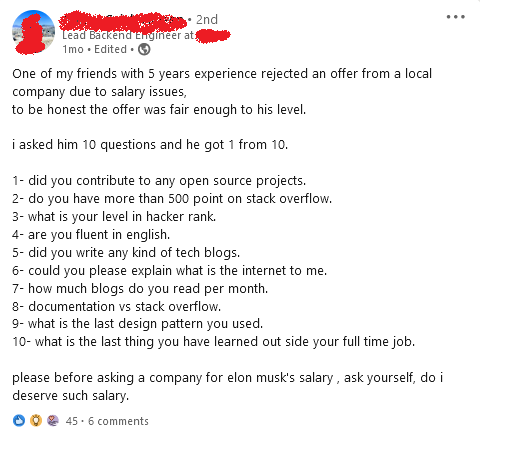 • 2nd
Lead Backend Engineer at
1mo • Edited •
One of my friends with 5 years experience rejected an offer from a local
company due to salary issues,
to be honest the offer was fair enough to his level.
i asked him 10 questions and he got 1 from 10.
1- did you contribute to any open source projects.
2- do you have more than 500 point on stack overflow.
3- what is your level in hacker rank.
4- are you fluent in english.
5- did you write any kind of tech blogs.
6- could you please explain what is the internet to me.
7- how much blogs do you read per month.
8- documentation vs stack overflow.
9- what is the last design pattern you used.
10- what is the last thing you have learned out side your full time job.
please before asking a company for elon musk's salary , ask yourself, do i
deserve such salary.
45 · 6 comments